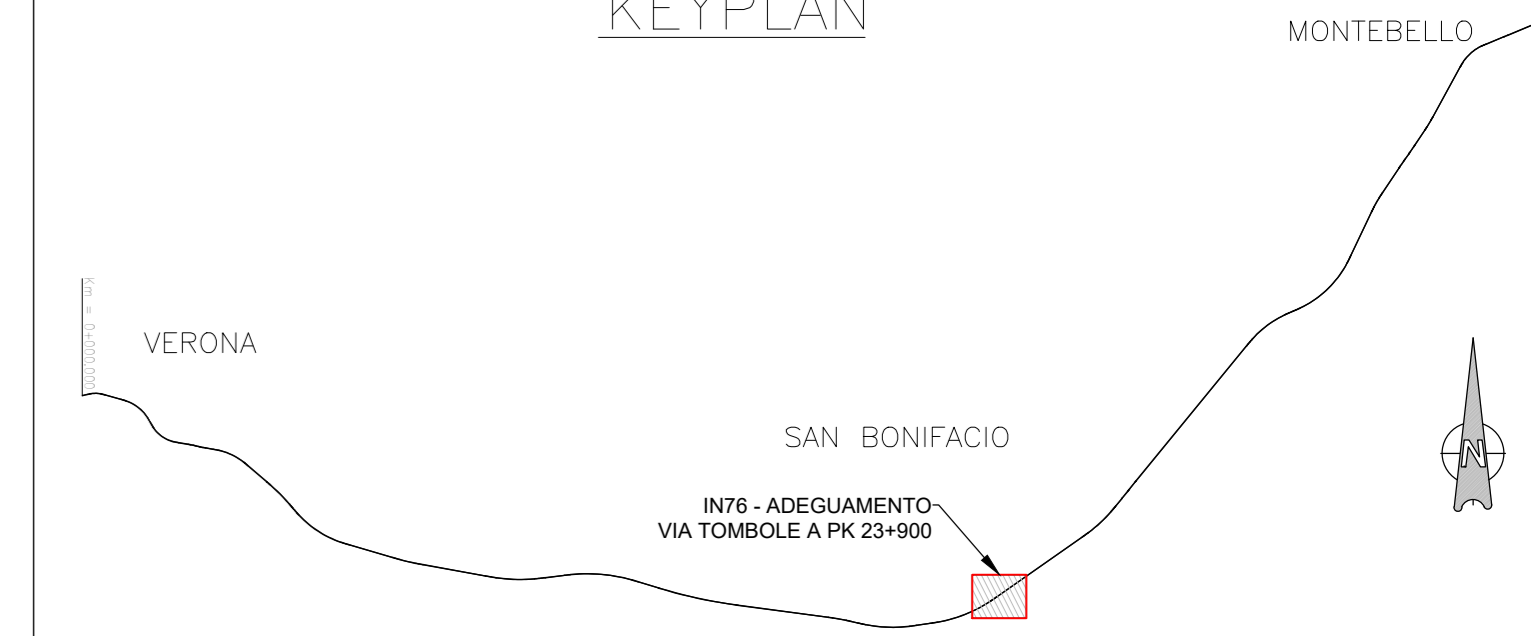 KEYPLAN
MONTEBELLO
Km = 0+000.000
VERONA
SAN BONIFACIO
IN76 - ADEGUAMENTO
VIA TOMBOLE A PK 23+900
N